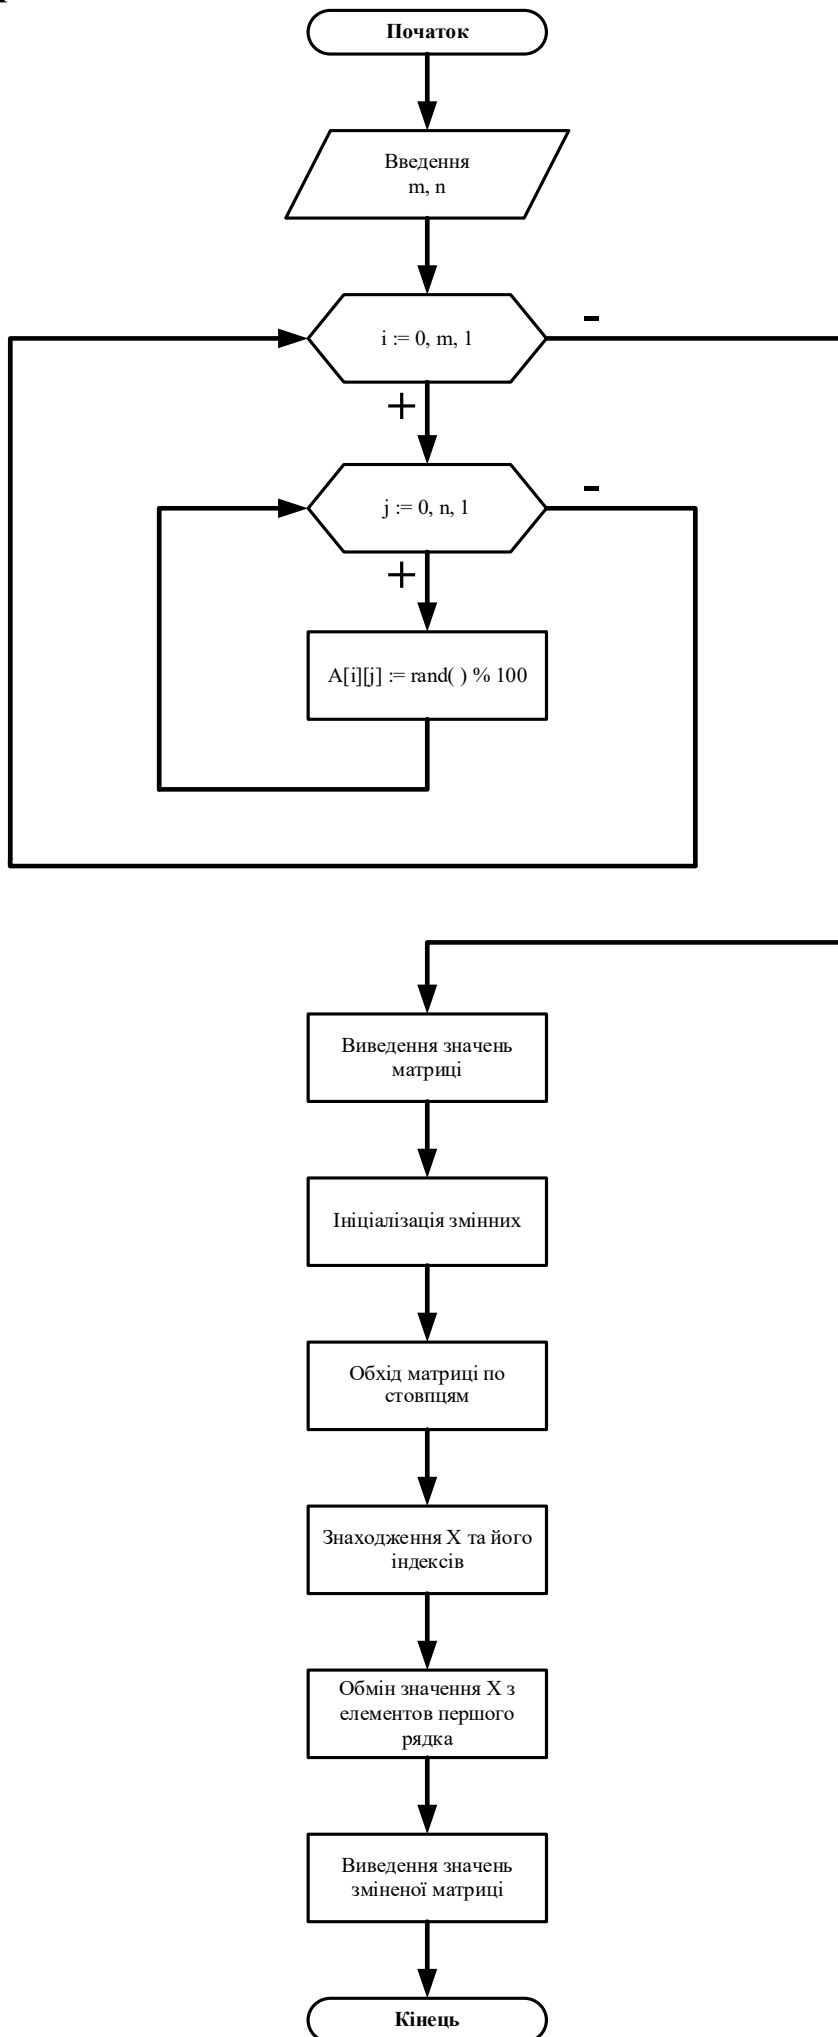 Початок
Введення
m, n
i := 0, m, 1
-
+
j := 0, n, 1
-
+
A[i][j] := rand( ) % 100
Виведення значень
матриці
Ініціалізація змінних
Обхід матриці по
стовпцям
Знаходження X та його
індексів
Обмін значення X з
елементов першого
рядка
Виведення значень
зміненої матриці
Кінець